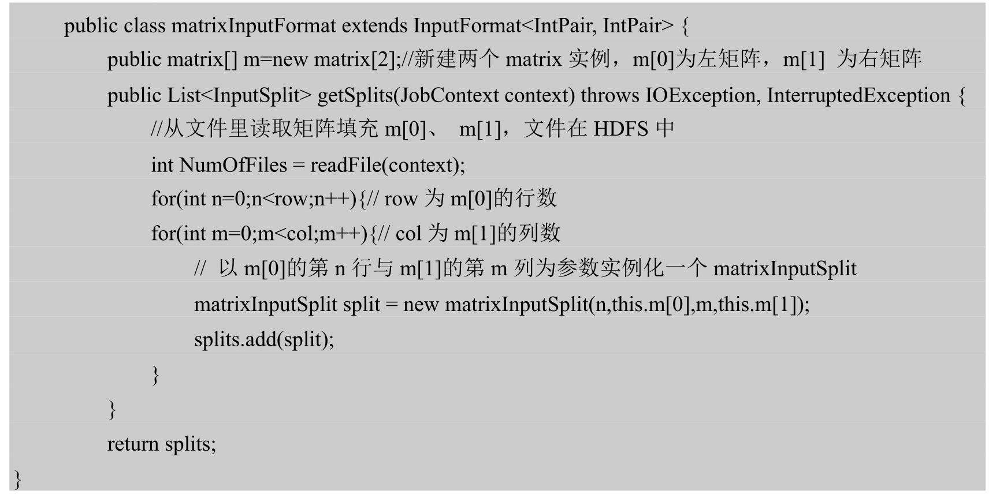 public class matrixInputFormat extends InputFormat<IntPair, IntPair> {
public matrix[] m=new matrix[2];//新建两个 matrix 实例，m[0]为左矩阵，m[1] 为右矩阵
public List<InputSplit> getSplits(JobContext context) throws IOException, InterruptedException {
//从文件里读取矩阵填充 m[0]、 m[1]，文件在 HDFS 中
int NumOfFiles = readFile(context);
for(int n=0;n<row;n++){// row 为 m[0]的行数
for(int m=0;m<col;m++){// col 为 m[1]的列数
// 以 m[0]的第 n 行与 m[1]的第 m 列为参数实例化一个 matrixInputSplit
matrixInputSplit split = new matrixInputSplit(n,this.m[0],m,this.m[1]);
splits.add(split);
}
}
return splits;
}